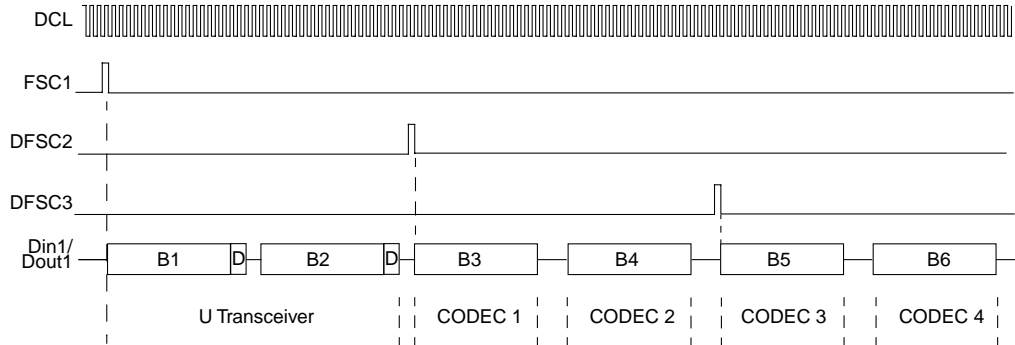 DCL
FSC1
DFSC2
DFSC3
Din1/
Dout1
B1 D B2 D B3 B4 B5 B6
U Transceiver CODEC 1 CODEC 2 CODEC 3 CODEC 4